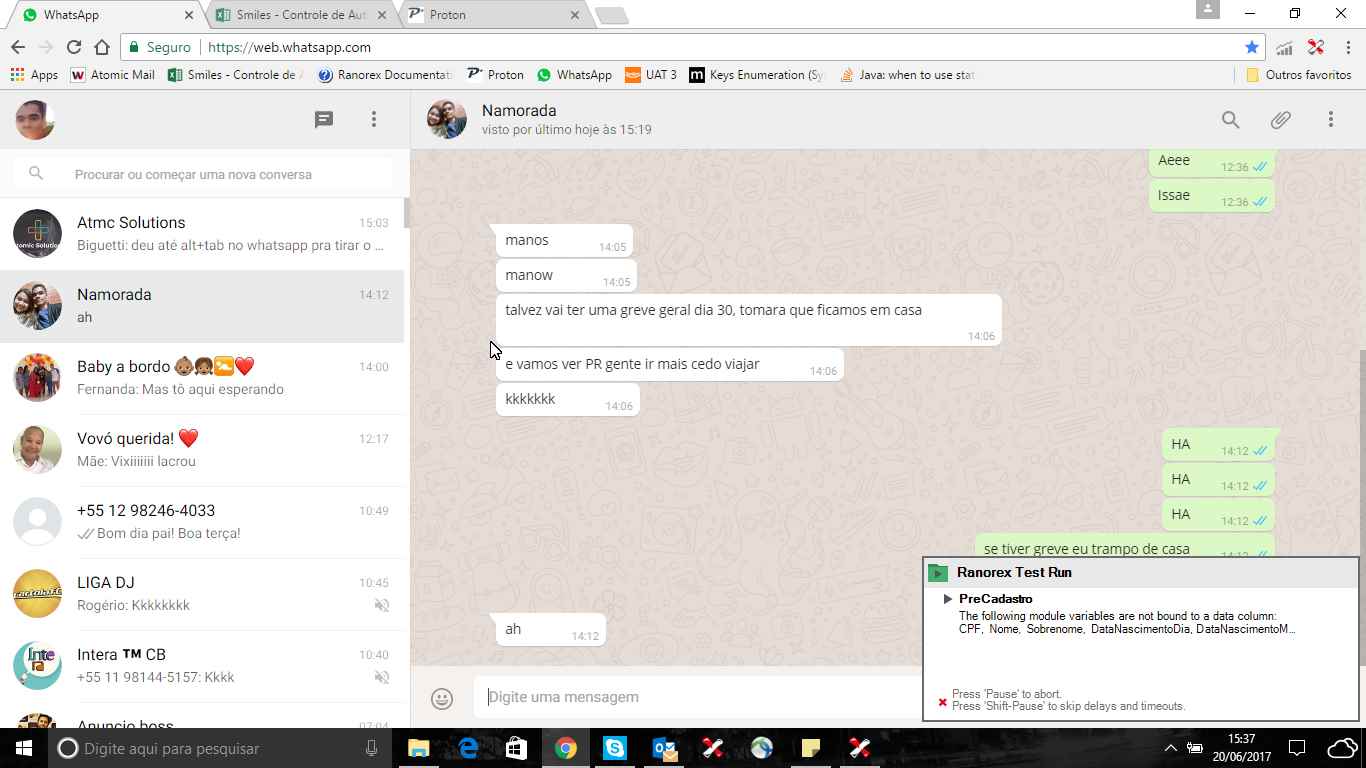 WhatsApp
Smiles - Controle de Aut
Proton
Seguro
https://web.whatsapp.com
Apps
Atomic Mail
Smiles - Controle de A
Ranorex Documentati
Proton
WhatsApp
UAT 3
Keys Enumeration (Sy
Java: when to use stat
Outros favoritos
Namorada
visto por último hoje às 15:19
Procurar ou começar uma nova conversa
Atmc Solutions
15:03
Biguetti: deu até alt+tab no whatsapp pra tirar o ...
Namorada
14:12
ah
Baby a bordo 👶🏽👧🏽🌤️❤️
14:00
Fernanda: Mas tô aqui esperando
Vovó querida! ❤️
12:17
Mãe: Vixiiiiiii lacrou
+55 12 98246-4033
10:49
Bom dia pai! Boa terça!
LIGA DJ
10:45
Rogério: Kkkkkkkk
Intera ™ CB
10:40
+55 11 98144-5157: Kkkk
Anuncio boss
07:04
Aeee
12:36
Issae
12:36
manos
14:05
manow
14:05
talvez vai ter uma greve geral dia 30, tomara que ficamos em casa
14:06
e vamos ver PR gente ir mais cedo viajar
14:06
kkkkkkk
14:06
HA
14:12
HA
14:12
HA
14:12
se tiver greve eu trampo de casa
14:12
ah
14:12
Digite uma mensagem
Ranorex Test Run
PreCadastro
The following module variables are not bound to a data column:
CPF, Nome, Sobrenome, DataNascimentoDia, DataNascimentoM...
Press 'Pause' to abort.
Press 'Shift-Pause' to skip delays and timeouts.
Digite aqui para pesquisar
15:37
20/06/2017